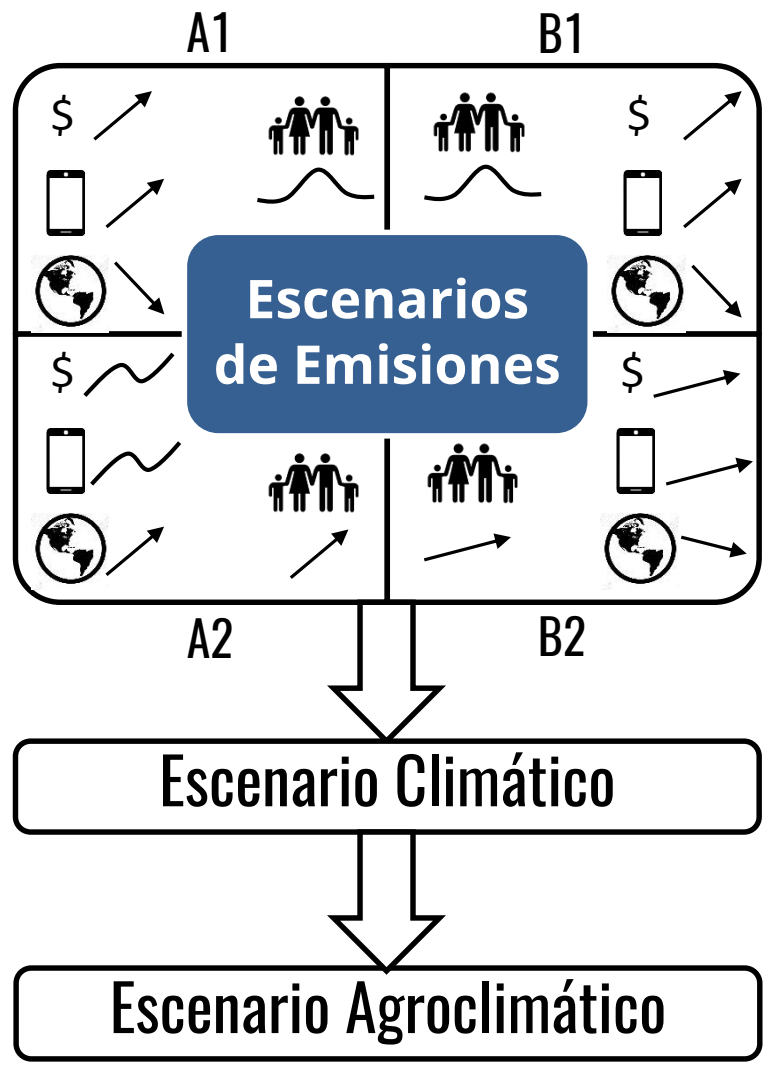 A1
B1
$
$
Escenarios
de Emisiones
$
$
A2
B2
Escenario Climático
Escenario Agroclimático